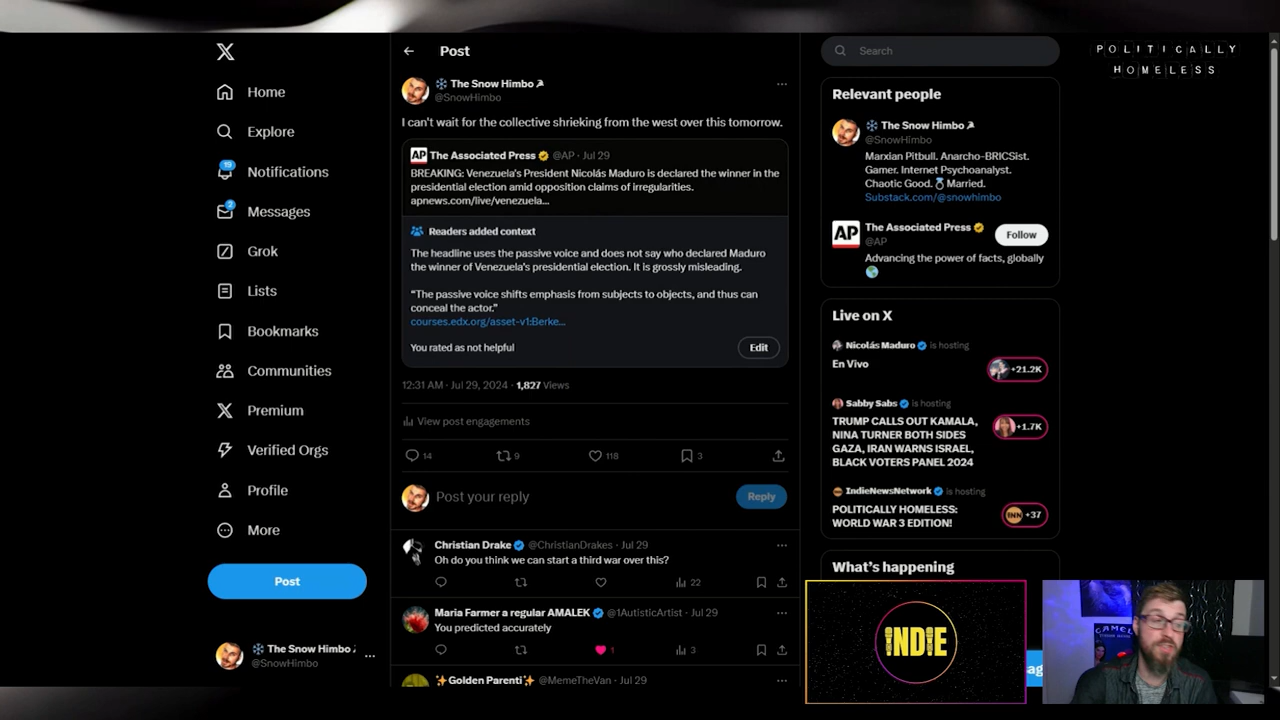 POLITICALLY
HOMELESS
Home
Explore
19
Notifications
2
Messages
Grok
Lists
Bookmarks
Communities
Premium
Verified Orgs
Profile
More
Post
The Snow Himbo
@SnowHimbo
Post
The Snow Himbo
@SnowHimbo
I can't wait for the collective shrieking from the west over this tomorrow.
AP The Associated Press @AP · Jul 29
BREAKING: Venezuela's President Nicolás Maduro is declared the winner in the
presidential election amid opposition claims of irregularities.
apnews.com/live/venezuela...
Readers added context
The headline uses the passive voice and does not say who declared Maduro
the winner of Venezuela's presidential election. It is grossly misleading.
“The passive voice shifts emphasis from subjects to objects, and thus can
conceal the actor.”
courses.edx.org/asset-v1:Berke...
You rated as not helpful
Edit
12:31 AM · Jul 29, 2024 · 1,827 Views
View post engagements
14 9 118 3
Post your reply
Reply
Christian Drake @ChristianDrakes · Jul 29
Oh do you think we can start a third war over this?
22
Maria Farmer a regular AMALEK @1AutisticArtist · Jul 29
You predicted accurately
1 3
Golden Parenti @MemeTheVan · Jul 29
Search
Relevant people
The Snow Himbo
@SnowHimbo
Marxian Pitbull. Anarcho-BRICSist.
Gamer. Internet Psychoanalyst.
Chaotic Good. Married.
Substack.com/@snowhimbo
AP
The Associated Press
@AP
Follow
Advancing the power of facts, globally
Live on X
Nicolás Maduro is hosting
En Vivo
+21.2K
Sabby Sabs is hosting
TRUMP CALLS OUT KAMALA,
NINA TURNER BOTH SIDES
GAZA, IRAN WARNS ISRAEL,
BLACK VOTERS PANEL 2024
+1.7K
IndieNewsNetwork is hosting
POLITICALLY HOMELESS:
WORLD WAR 3 EDITION!
INN +37
What's happening
INDIE
CAMEL
ag